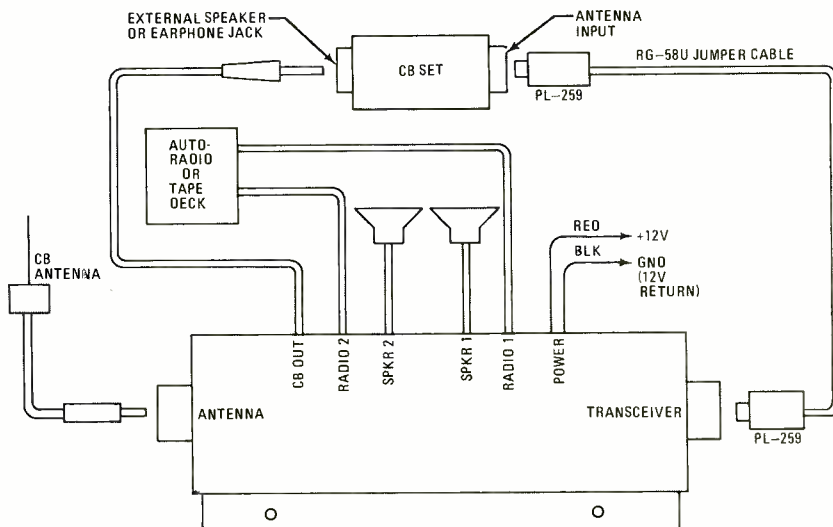 EXTERNAL SPEAKER
OR EARPHONE JACK
ANTENNA
INPUT
CB SET
RG-58U JUMPER CABLE
PL-259
AUTO-
RADIO
OR
TAPE
DECK
CB
ANTENNA
REO
+12V
BLK
GND
(12V
RETURN)
CB OUT
RADIO 2
SPKR 2
SPKR 1
RADIO 1
POWER
ANTENNA
TRANSCEIVER
PL-259